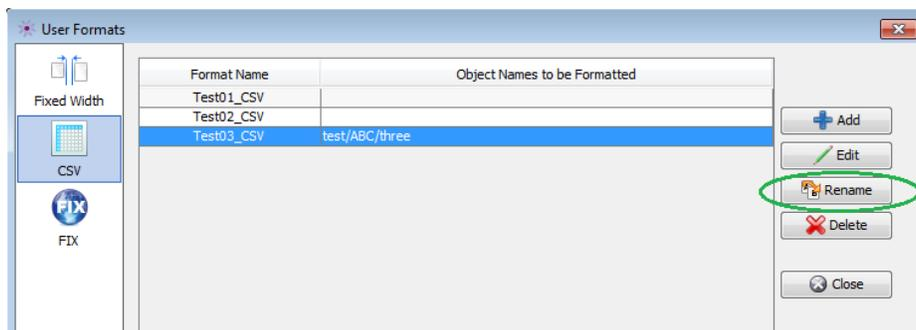 User Formats
Fixed Width
CSV
FIX
FIX
Format Name Object Names to be Formatted
Test01_CSV
Test02_CSV
Test03_CSV test/ABC/three
Add
Edit
Rename
Delete
Close